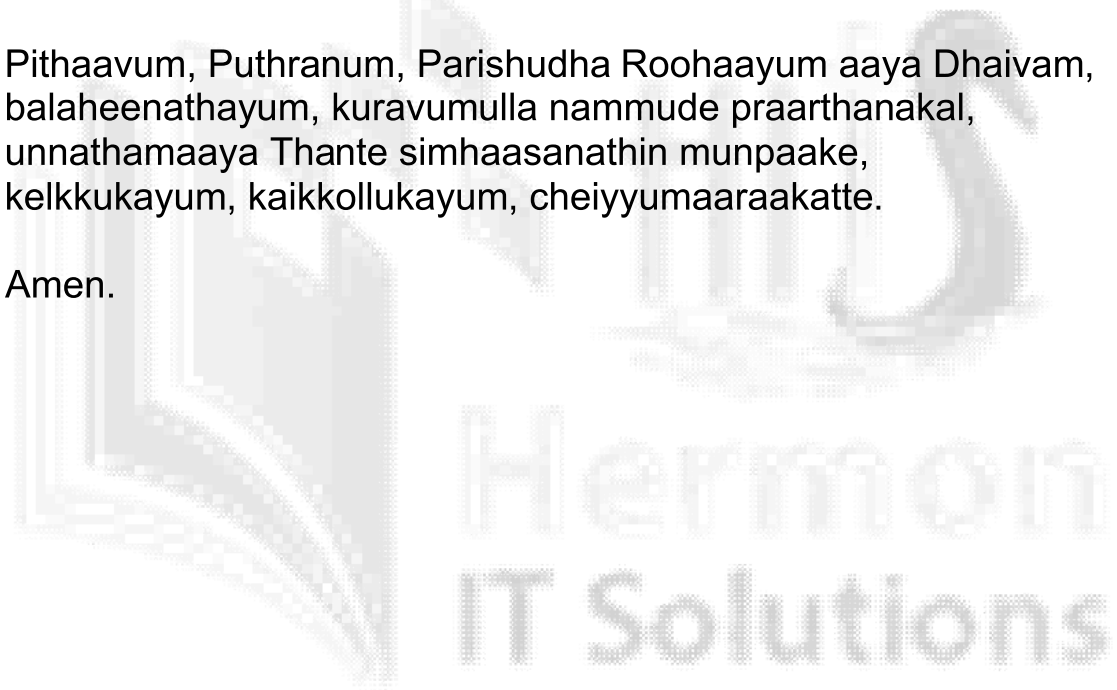 Pithaavum, Puthranum, Parishudha Roohaayum aaya Dhaivam,
balaheenathayum, kuravumulla nammude praarthanakal,
unnathamaaya Thante simhaasanathin munpaake,
kelkkukayum, kaikkollukayum, cheiyyumaaraakatte.
Amen.
HIS
Hermon
IT Solutions